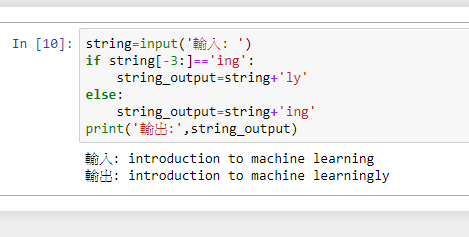 In [10]: string=input('輸入: ')
if string[-3:]=='ing':
    string_output=string+'ly'
else:
    string_output=string+'ing'
print('輸出:',string_output)
輸入: introduction to machine learning
輸出: introduction to machine learningly